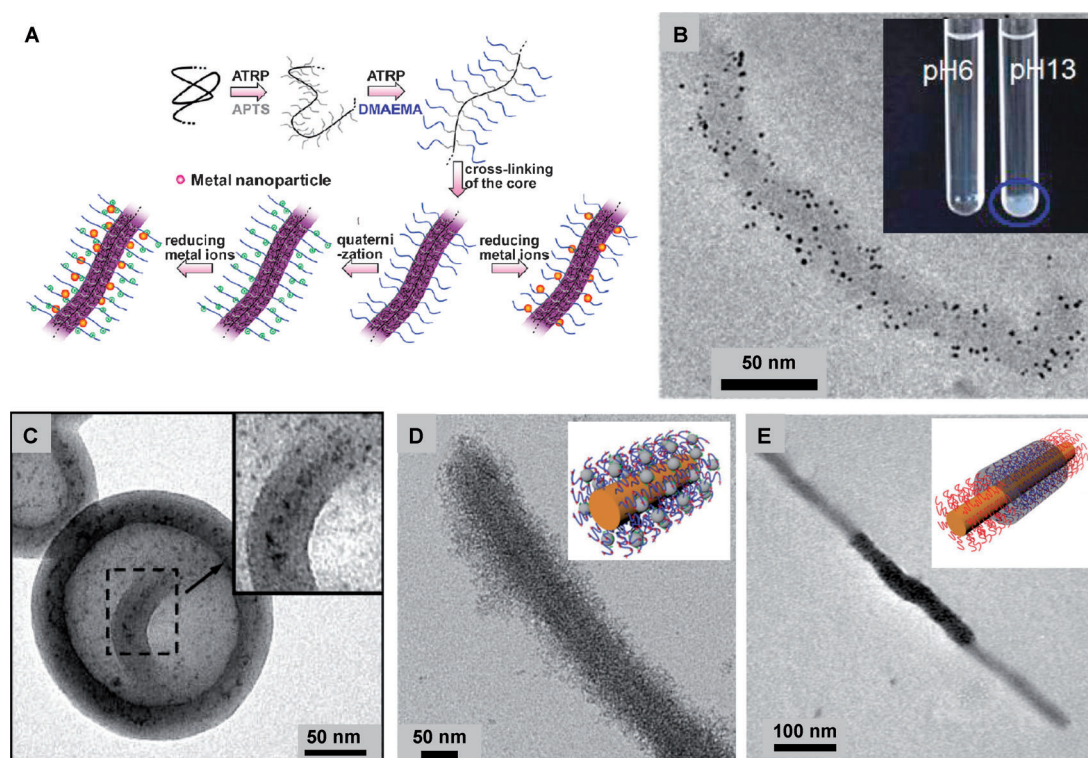 A
ATRP
APTS
ATRP
DMAEMA
cross-linking
of the core
Metal nanoparticle
reducing
metal ions
quaterni
-zation
reducing
metal ions
B
pH6
pH13
50 nm
C
50 nm
D
50 nm
E
100 nm